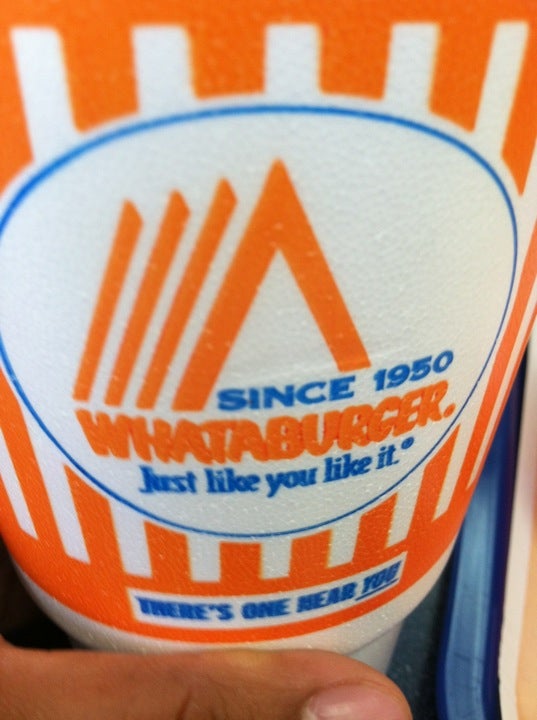 SINCE 1950
WHATABURGER.
Just like you like it.®
THERE'S ONE NEAR YOU